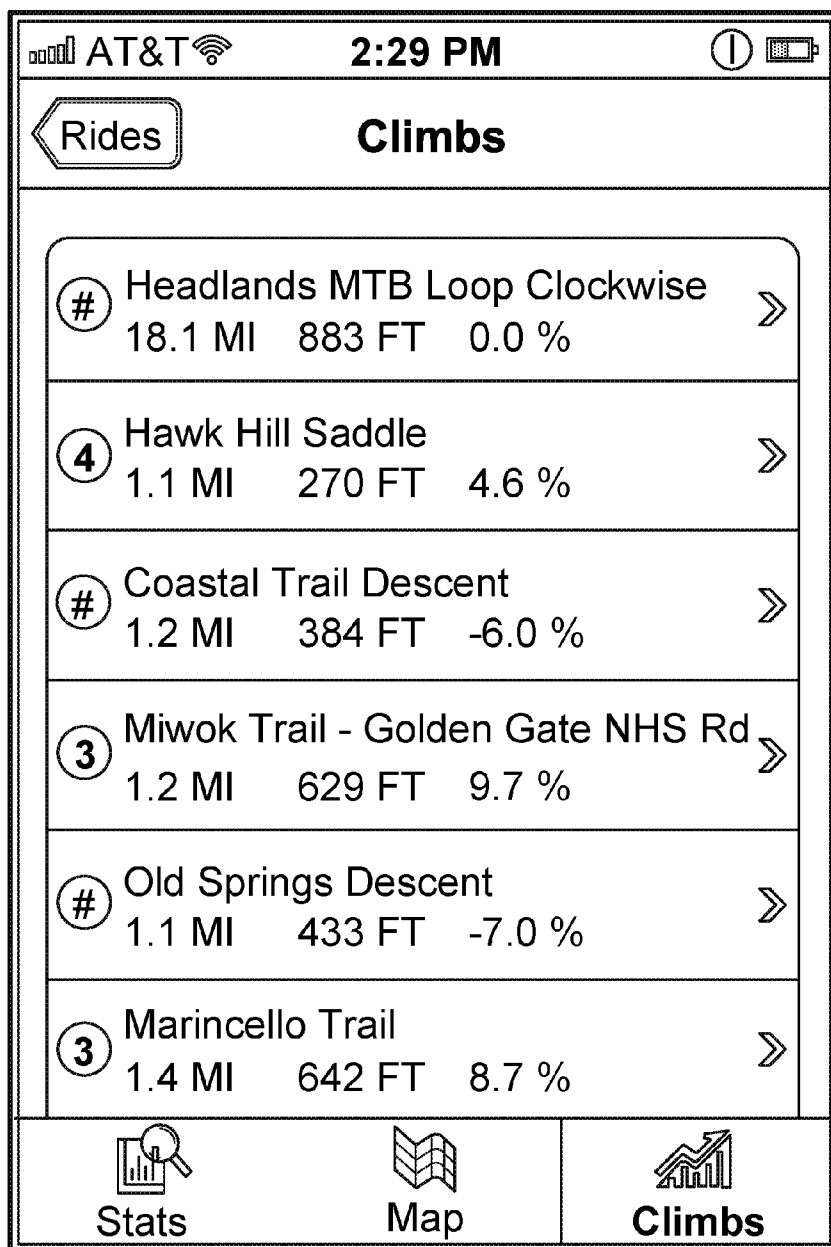 AT&T 2:29 PM
Rides Climbs
# Headlands MTB Loop Clockwise
18.1 MI 883 FT 0.0 %
4 Hawk Hill Saddle
1.1 MI 270 FT 4.6 %
# Coastal Trail Descent
1.2 MI 384 FT -6.0 %
3 Miwok Trail - Golden Gate NHS Rd
1.2 MI 629 FT 9.7 %
# Old Springs Descent
1.1 MI 433 FT -7.0 %
3 Marincello Trail
1.4 MI 642 FT 8.7 %
Stats Map Climbs